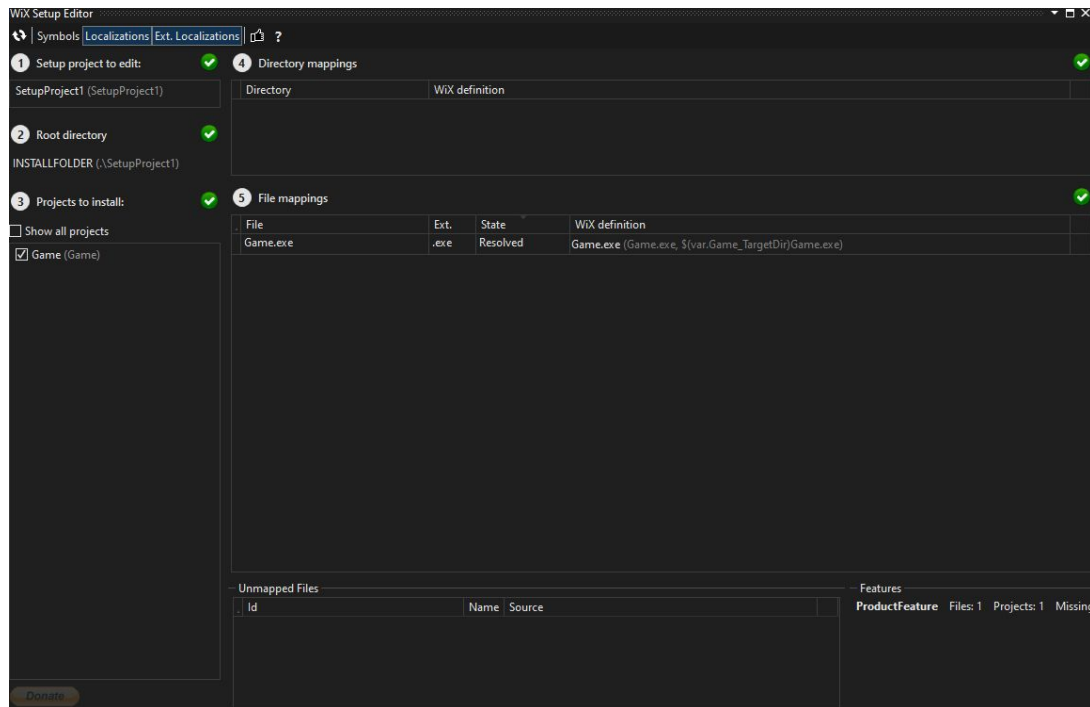 WiX Setup Editor
Symbols Localizations Ext. Localizations ?
1 Setup project to edit:
SetupProject1 (SetupProject1)
2 Root directory
INSTALLFOLDER (.\SetupProject1)
3 Projects to install:
Show all projects
Game (Game)
Donate
4 Directory mappings
Directory WiX definition
5 File mappings
File Ext. State WiX definition
Game.exe .exe Resolved Game.exe (Game.exe, $(var.Game_TargetDir)Game.exe)
Unmapped Files
Id Name Source
Features
ProductFeature Files: 1 Projects: 1 Missing